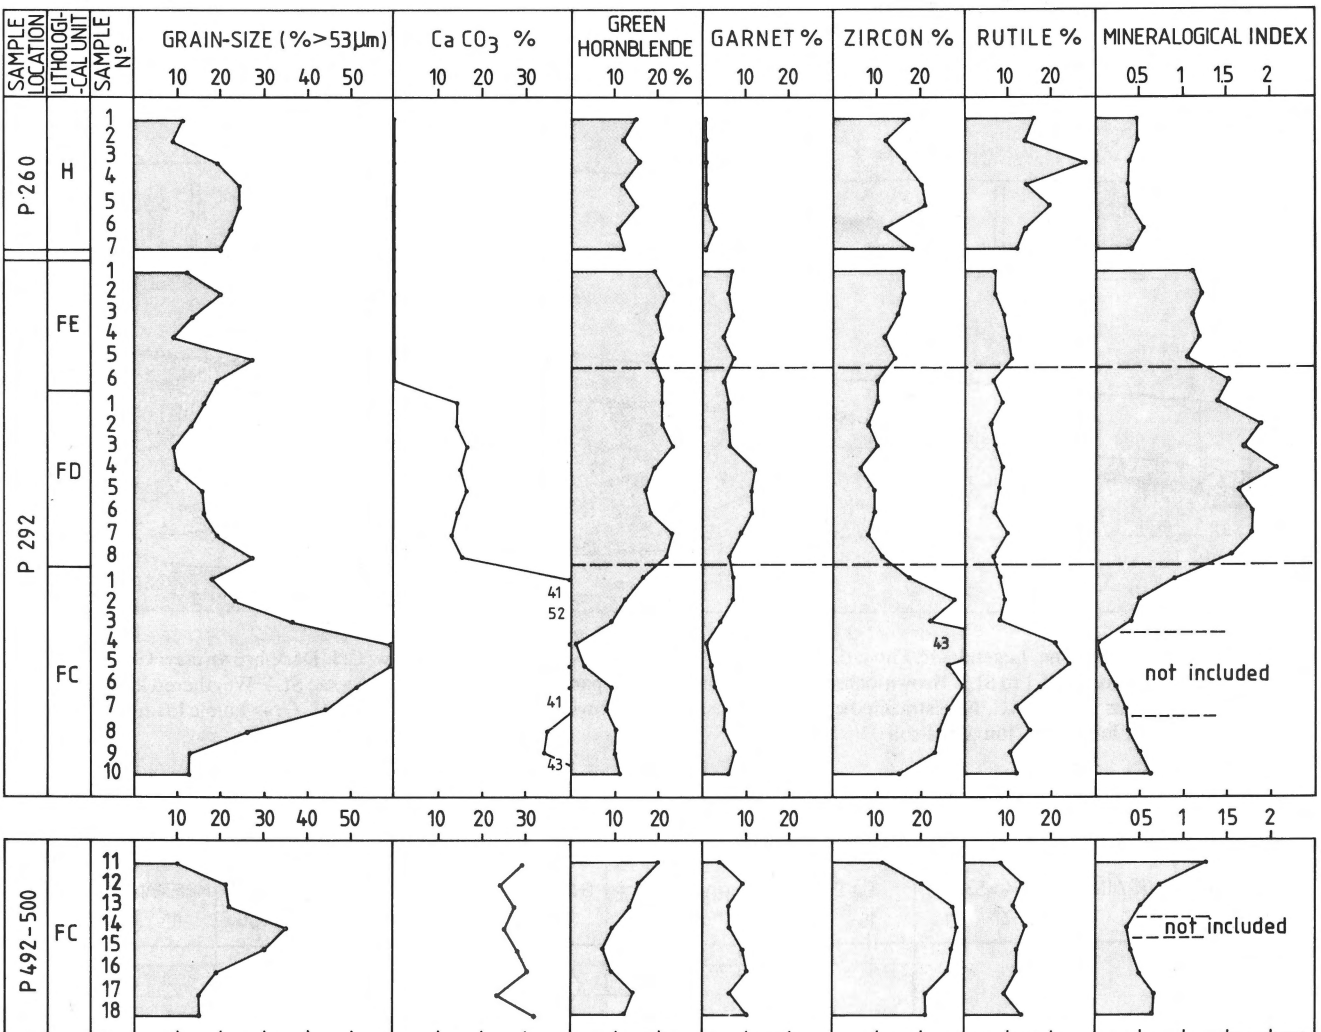 SAMPLE LOCATION
LITHOLOGI-CAL UNIT
SAMPLE Nº
GRAIN-SIZE (%>53μm)
Ca CO3 %
GREEN HORNBLENDE
GARNET %
ZIRCON %
RUTILE %
MINERALOGICAL INDEX
10 20 30 40 50
10 20 30
10 20 %
10 20
10 20
10 20
0.5 1 1.5 2
P·260
H
1
2
3
4
5
6
7
P 292
FE
1
2
3
4
5
6
FD
1
2
3
4
5
6
7
8
FC
1
2
3
4
5
6
7
8
9
10
41
52
41
43
43
not included
10 20 30 40 50
10 20 30
10 20
10 20
10 20
10 20
0.5 1 1.5 2
P 492-500
FC
11
12
13
14
15
16
17
18
not included